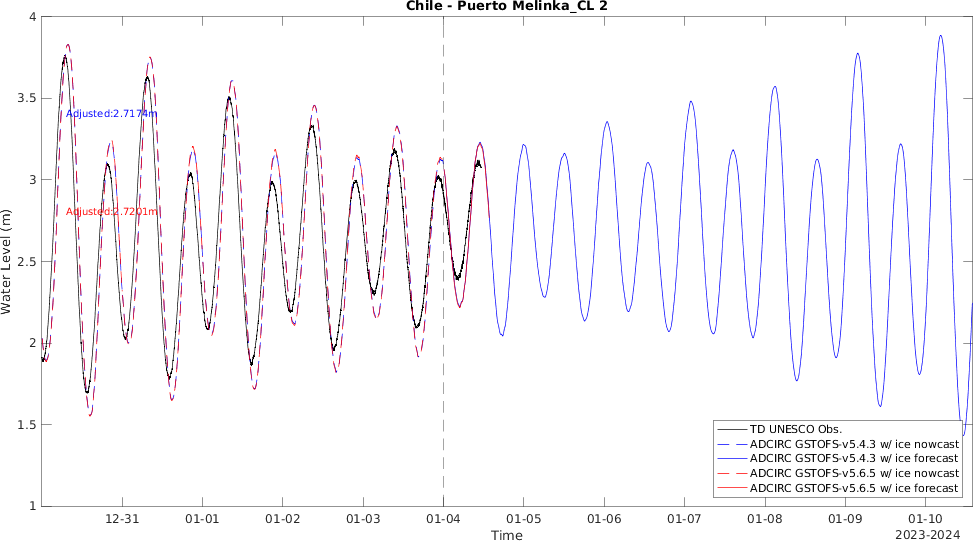 Chile - Puerto Melinka_CL 2
Water Level (m)
4
3.5
3
2.5
2
1.5
1
Adjusted:2.7174m
Adjusted:2.7201m
TD UNESCO Obs.
ADCIRC GSTOFS-v5.4.3 w/ ice nowcast
ADCIRC GSTOFS-v5.4.3 w/ ice forecast
ADCIRC GSTOFS-v5.6.5 w/ ice nowcast
ADCIRC GSTOFS-v5.6.5 w/ ice forecast
12-31 01-01 01-02 01-03 01-04 01-05 01-06 01-07 01-08 01-09 01-10
Time
2023-2024